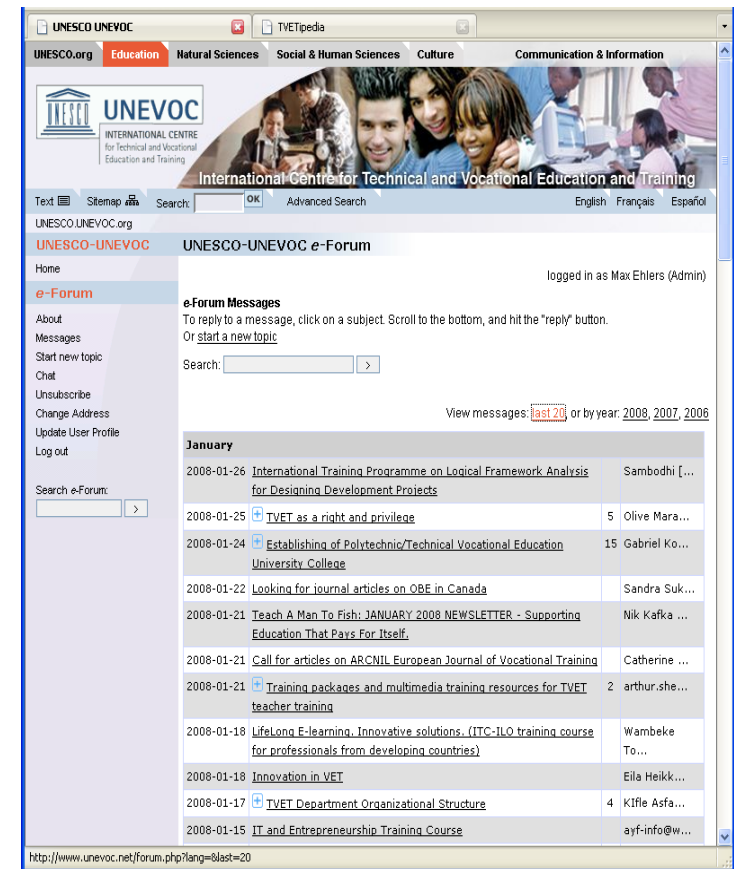 UNESCO UNEVOC
TVETipedia
UNESCO.org Education Natural Sciences Social & Human Sciences Culture Communication & Information
UNESCO
UNEVOC
INTERNATIONAL CENTRE
for Technical and Vocational
Education and Training
International Centre for Technical and Vocational Education and Training
Text Sitemap Search: OK Advanced Search English Français Español
UNESCO.UNEVOC.org
UNESCO-UNEVOC
UNESCO-UNEVOC e-Forum
Home
logged in as Max Ehlers (Admin)
e-Forum
About
Messages
Start new topic
Chat
Unsubscribe
Change Address
Update User Profile
Log out
Search e-Forum:
>
e-Forum Messages
To reply to a message, click on a subject. Scroll to the bottom, and hit the "reply" button.
Or start a new topic
Search: >
View messages: last 20, or by year: 2008, 2007, 2006
January
2008-01-26 International Training Programme on Logical Framework Analysis Sambodhi [...
for Designing Development Projects
2008-01-25 TVET as a right and privilege 5 Olive Mara...
2008-01-24 Establishing of Polytechnic/Technical Vocational Education 15 Gabriel Ko...
University College
2008-01-22 Looking for journal articles on OBE in Canada Sandra Suk...
2008-01-21 Teach A Man To Fish: JANUARY 2008 NEWSLETTER - Supporting Nik Kafka ...
Education That Pays For Itself.
2008-01-21 Call for articles on ARCNIL European Journal of Vocational Training Catherine ...
2008-01-21 Training packages and multimedia training resources for TVET 2 arthur.she...
teacher training
2008-01-18 LifeLong E-learning. Innovative solutions. (ITC-ILO training course Wambeke
for professionals from developing countries) To...
2008-01-18 Innovation in VET Eila Heikk...
2008-01-17 TVET Department Organizational Structure 4 KIfle Asfa...
2008-01-15 IT and Entrepreneurship Training Course ayf-info@w...
http://www.unevoc.net/forum.php?lang=&last=20